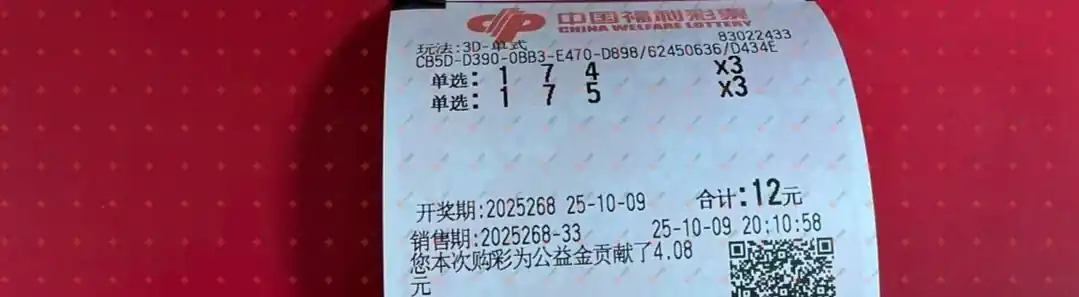 中国福利彩票
CHINA WELFARE LOTTERY
玩法:3D-单式 83022433
CB5D-D390-0BB3-E470-D898/62450636/D434E
单选: 1 7 4 X3
单选: 1 7 5 X3
开奖期:2025268 25-10-09 合计:12元
销售期:2025268-33 25-10-09 20:10:58
您本次购彩为公益金贡献了4.08
元